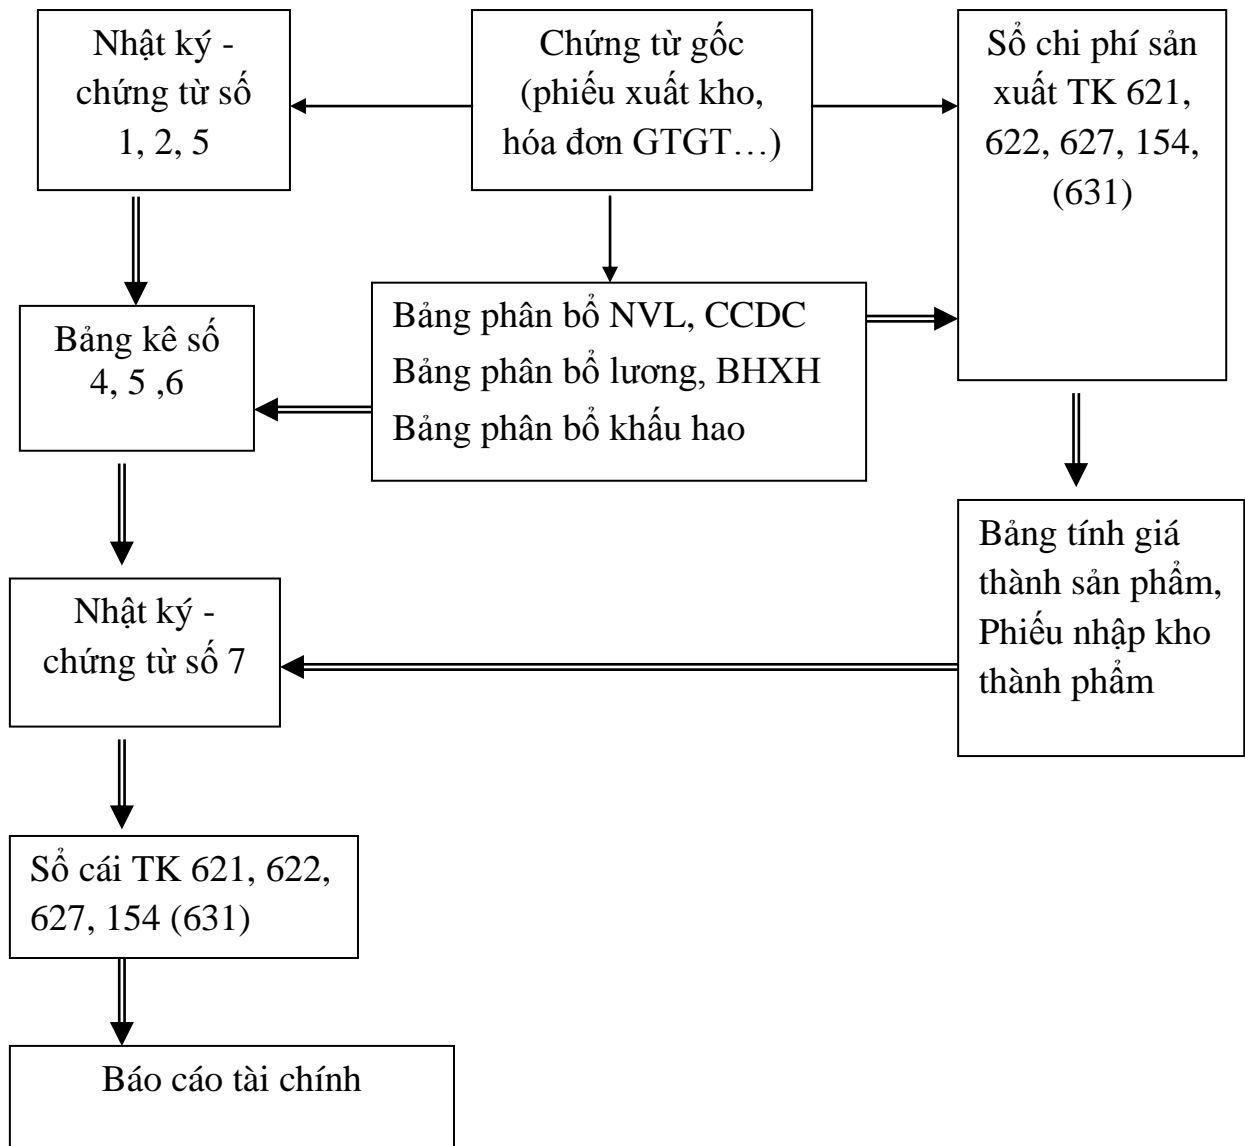 Nhật ký -
chứng từ số
1, 2, 5
Chứng từ gốc
(phiếu xuất kho,
hóa đơn GTGT…)
Sổ chi phí sản
xuất TK 621,
622, 627, 154,
(631)
Bảng kê số
4, 5 ,6
Bảng phân bổ NVL, CCDC
Bảng phân bổ lương, BHXH
Bảng phân bổ khấu hao
Bảng tính giá
thành sản phẩm,
Phiếu nhập kho
thành phẩm
Nhật ký -
chứng từ số 7
Sổ cái TK 621, 622,
627, 154 (631)
Báo cáo tài chính